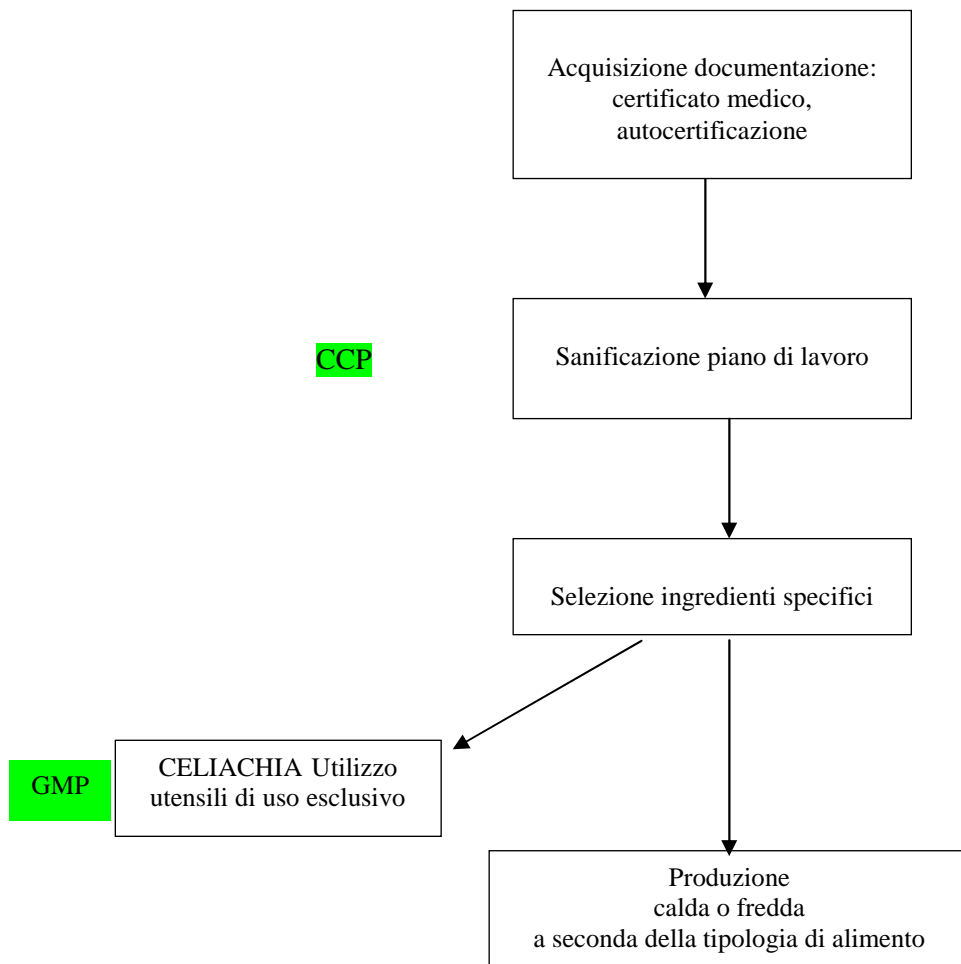 Acquisizione documentazione:
certificato medico,
autocertificazione
CCP
Sanificazione piano di lavoro
Selezione ingredienti specifici
GMP
CELIACHIA Utilizzo
utensili di uso esclusivo
Produzione
calda o fredda
a seconda della tipologia di alimento